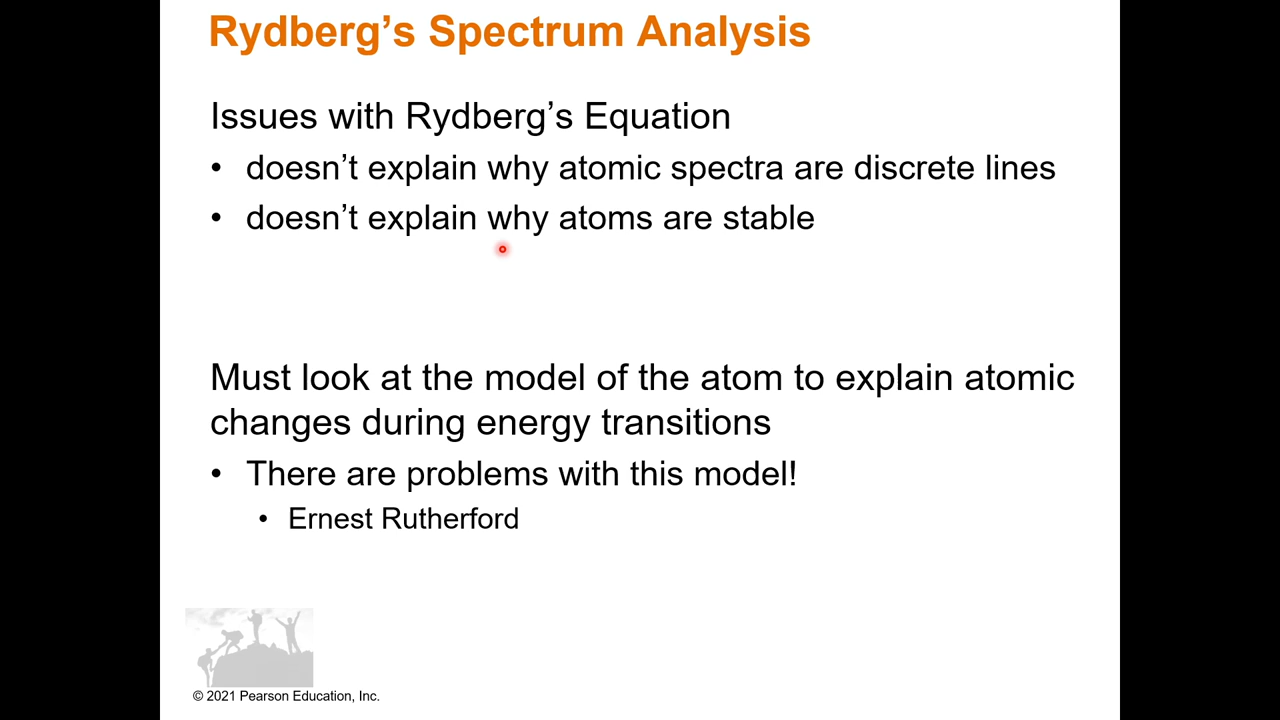 Rydberg’s Spectrum Analysis
Issues with Rydberg’s Equation
• doesn’t explain why atomic spectra are discrete lines
• doesn’t explain why atoms are stable
Must look at the model of the atom to explain atomic
changes during energy transitions
• There are problems with this model!
• Ernest Rutherford
© 2021 Pearson Education, Inc.